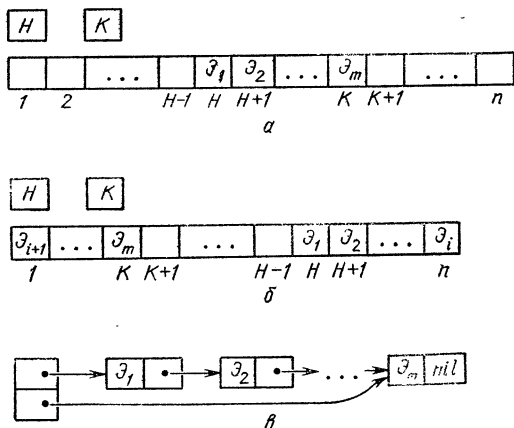 Н К
Э₁ Э₂ ... Эₘ ...
1 2 Н-1 Н Н+1 К К+1 n
а
Н К
Эᵢ₊₁ ... Эₘ ... Э₁ Э₂ ... Эᵢ
1 К К+1 Н-1 Н Н+1 n
б
Э₁ Э₂ ... Эₘ nil
в